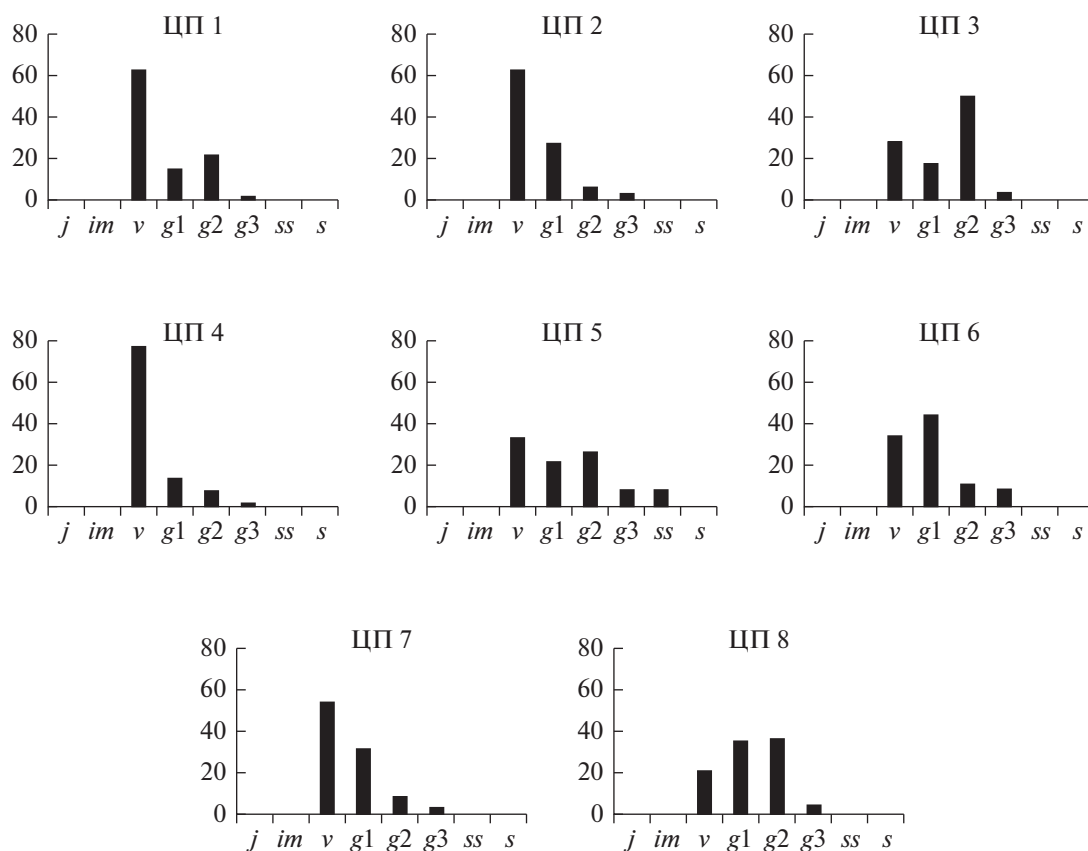 ЦП 1 ЦП 2 ЦП 3
80 80 80
60 60 60
40 40 40
20 20 20
0 0 0
j im v g1 g2 g3 ss s j im v g1 g2 g3 ss s j im v g1 g2 g3 ss s
ЦП 4 ЦП 5 ЦП 6
80 80 80
60 60 60
40 40 40
20 20 20
0 0 0
j im v g1 g2 g3 ss s j im v g1 g2 g3 ss s j im v g1 g2 g3 ss s
ЦП 7 ЦП 8
80 80
60 60
40 40
20 20
0 0
j im v g1 g2 g3 ss s j im v g1 g2 g3 ss s